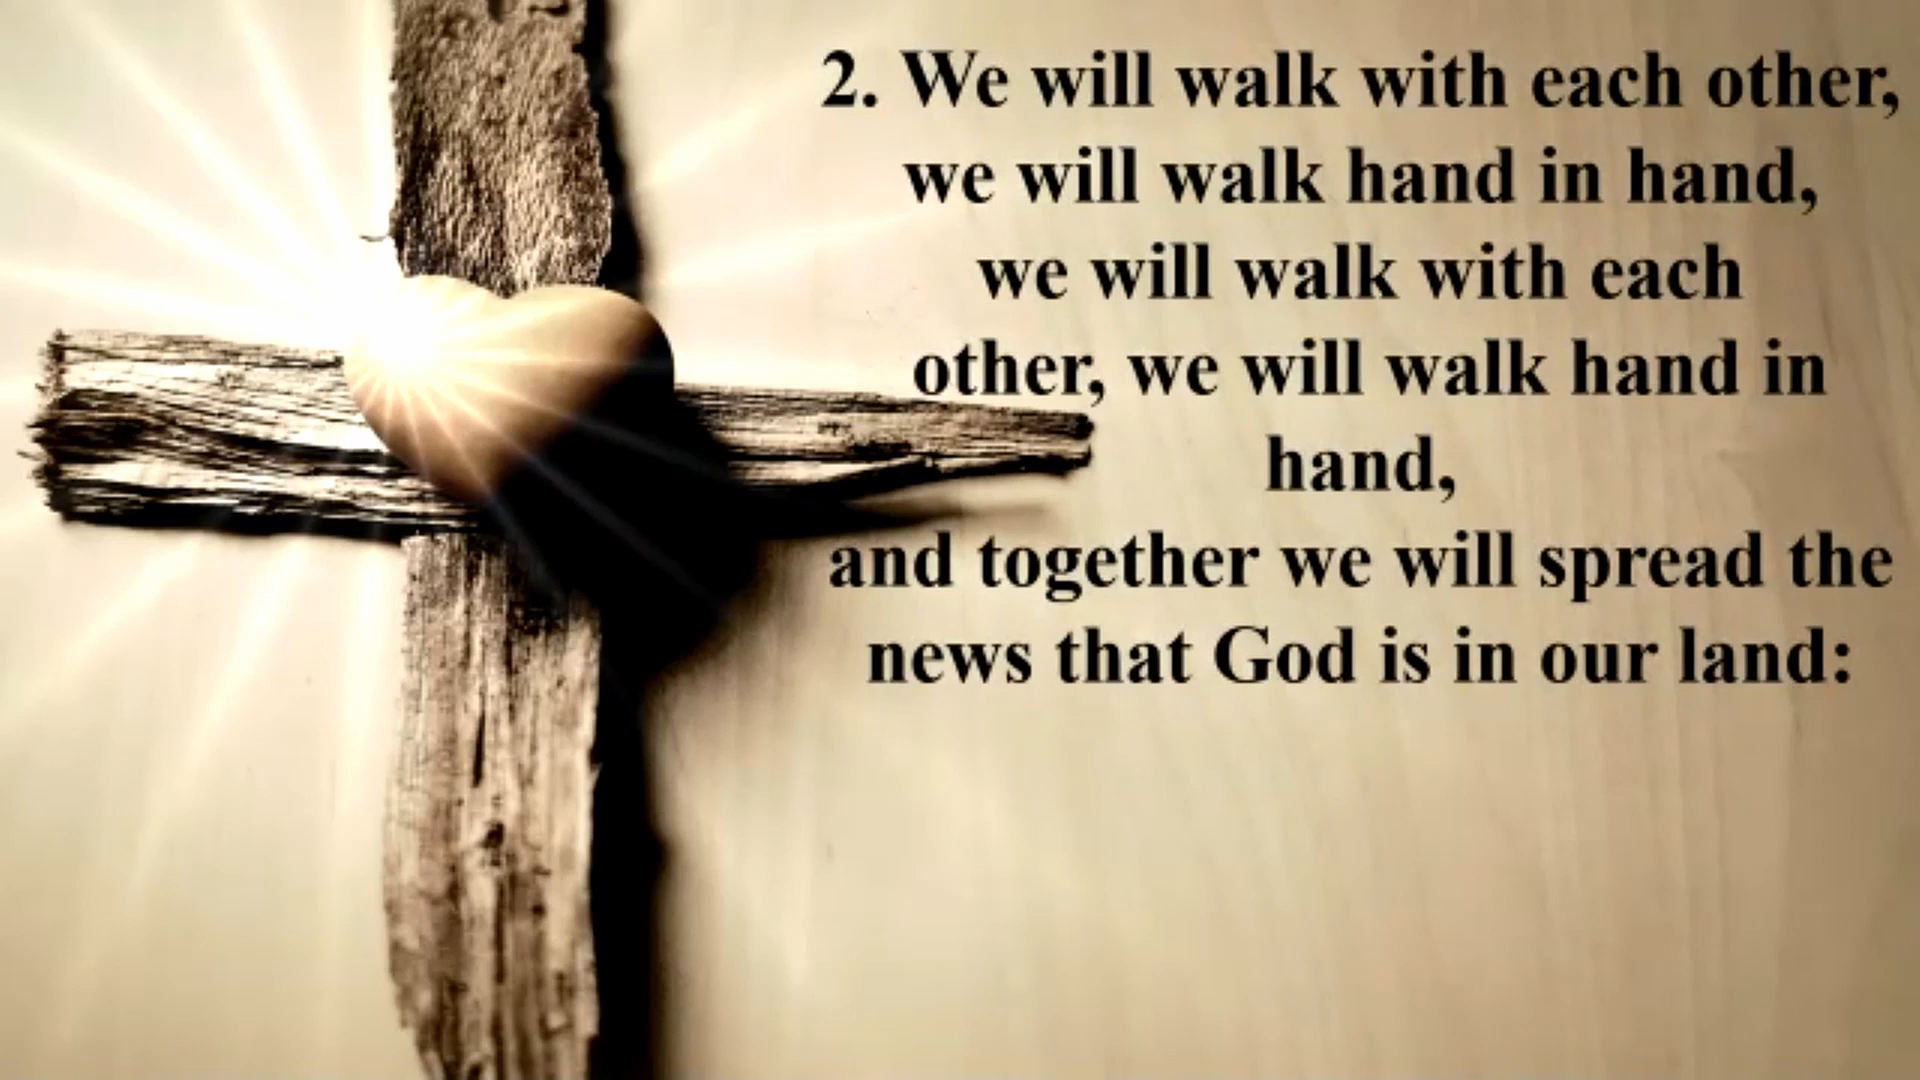 2. We will walk with each other,
we will walk hand in hand,
we will walk with each
other, we will walk hand in
hand,
and together we will spread the
news that God is in our land: